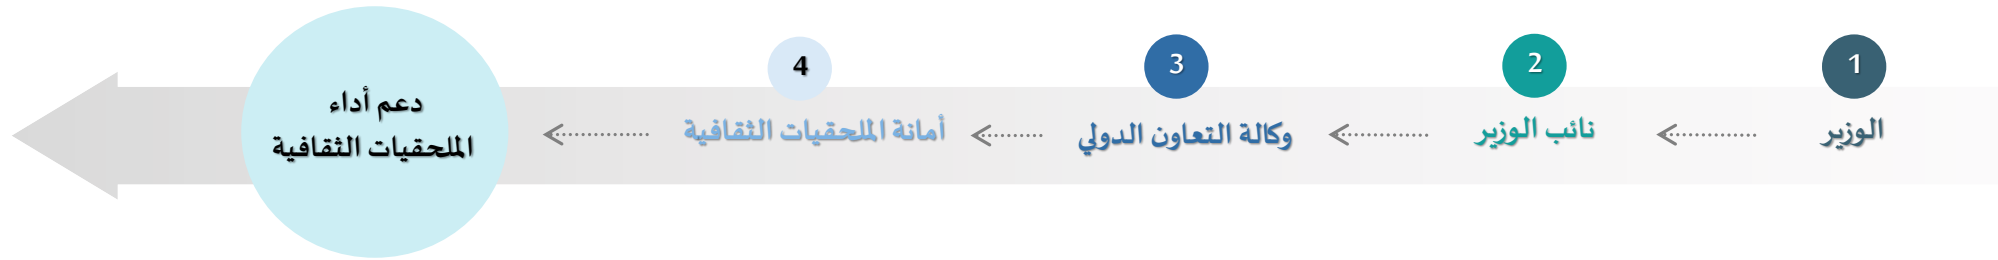 1
الوزير
2
نائب الوزير
3
وكالة التعاون الدولي
4
أمانة الملحقيات الثقافية
دعم أداء
الملحقيات الثقافية